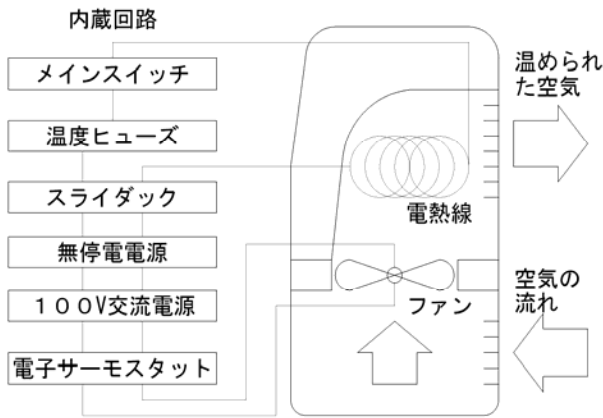 内蔵回路
メインスイッチ
温度ヒューズ
スライダック
無停電電源
１００V交流電源
電子サーモスタット
温められ
た空気
電熱線
ファン
空気の
流れ